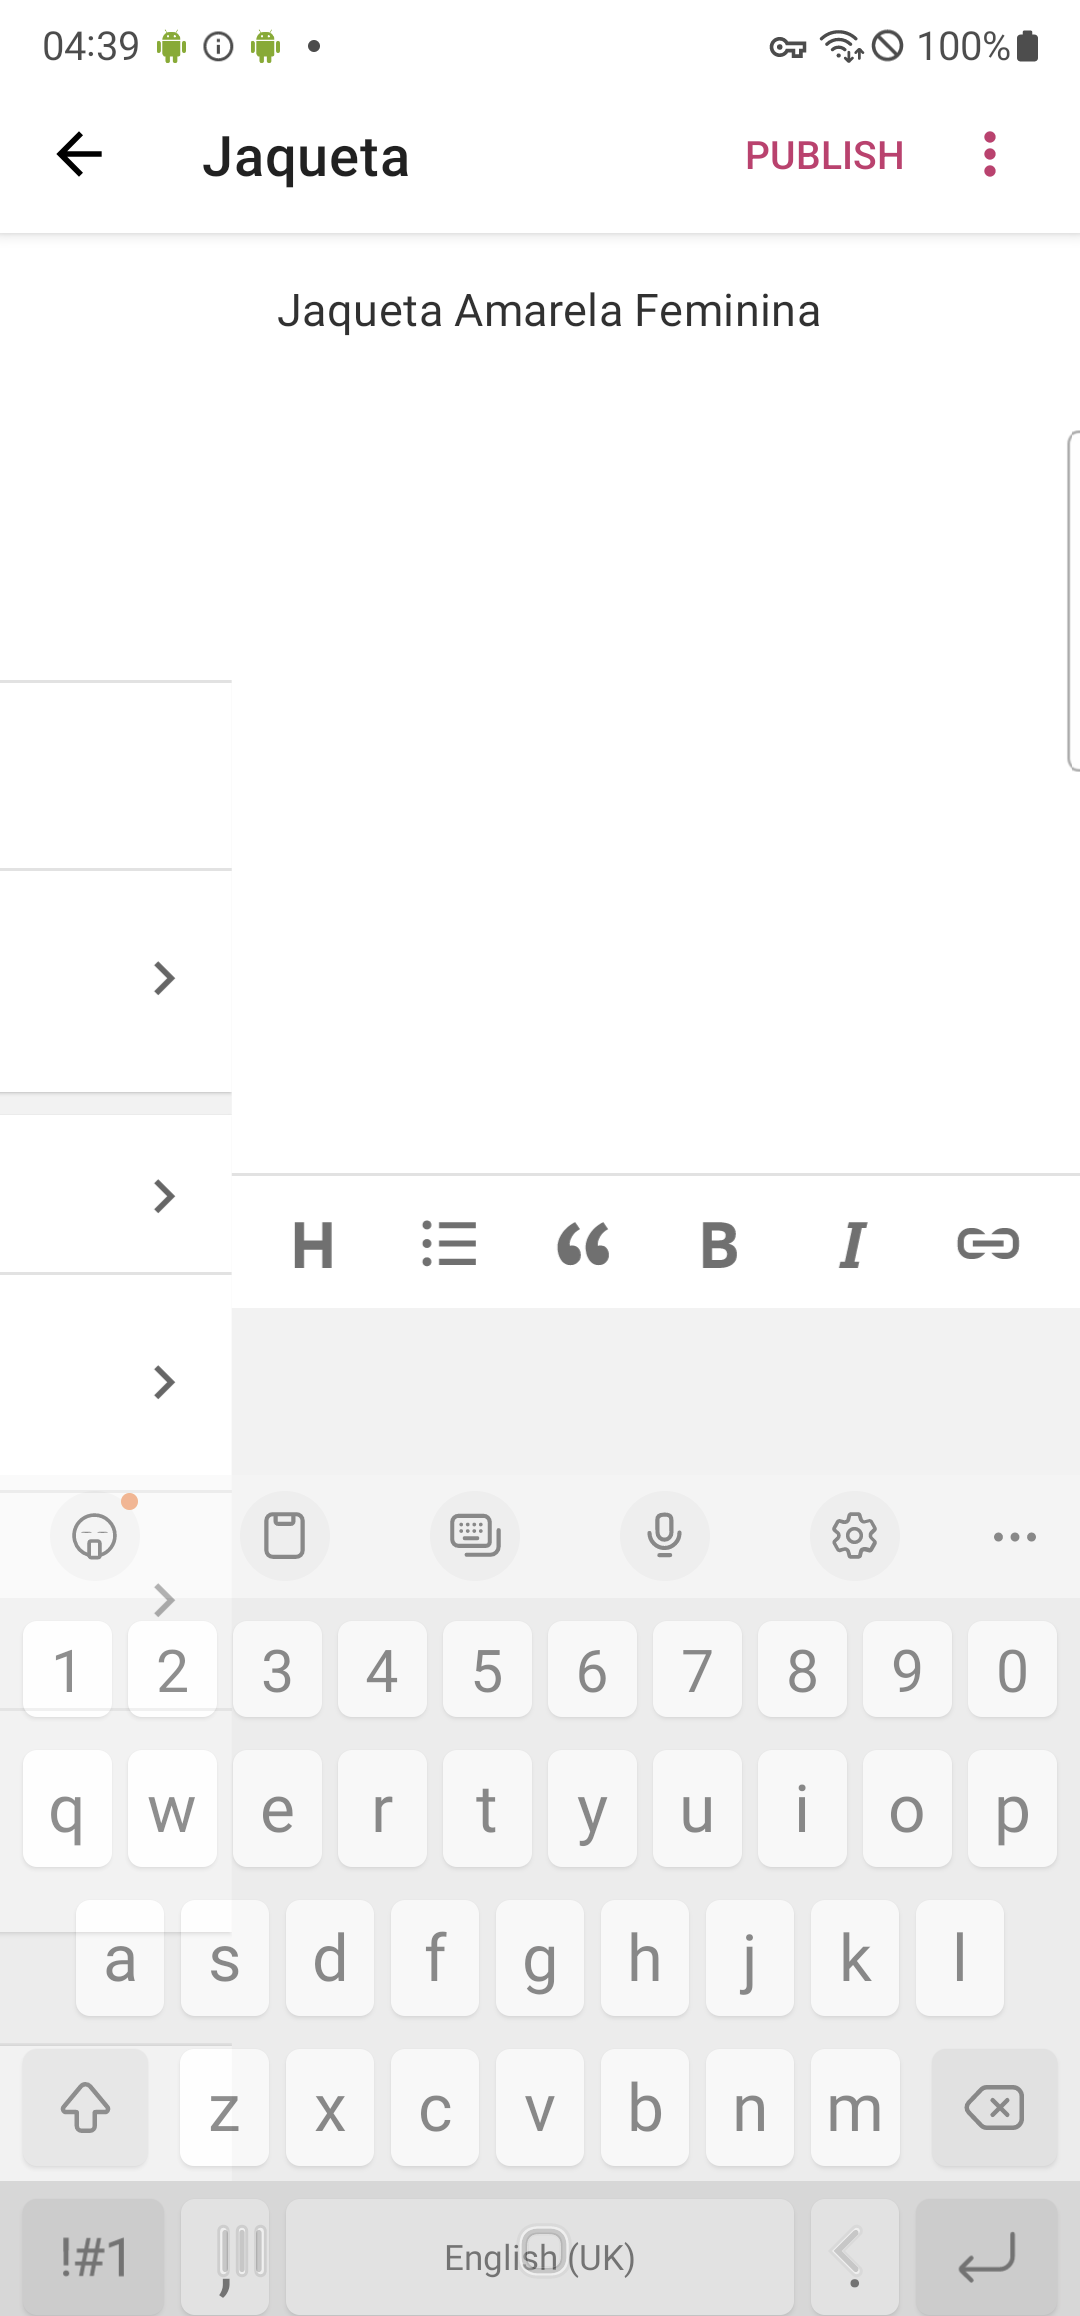 04:39 100%
Jaqueta PUBLISH
Jaqueta Amarela Feminina
H B I
1 2 3 4 5 6 7 8 9 0
q w e r t y u i o p
a s d f g h j k l
z x c v b n m
!#1 , English (UK) .